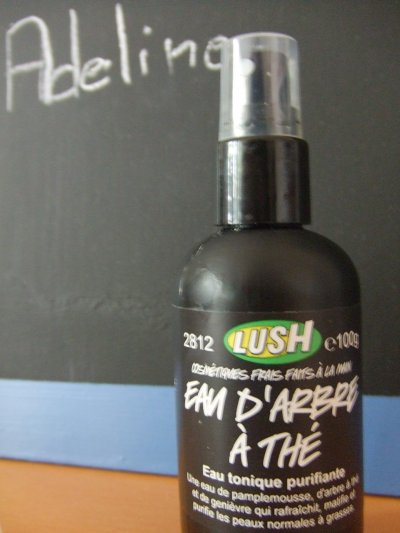 Adeline
2812 LUSH e100g
COSMÉTIQUES FRAIS FAITS À LA MAIN
EAU D'ARBRE
À THÉ
Eau tonique purifiante
Une eau de pamplemousse, d'arbre à thé
et de genièvre qui rafraîchit, matifie et
purifie les peaux normales à grasses.